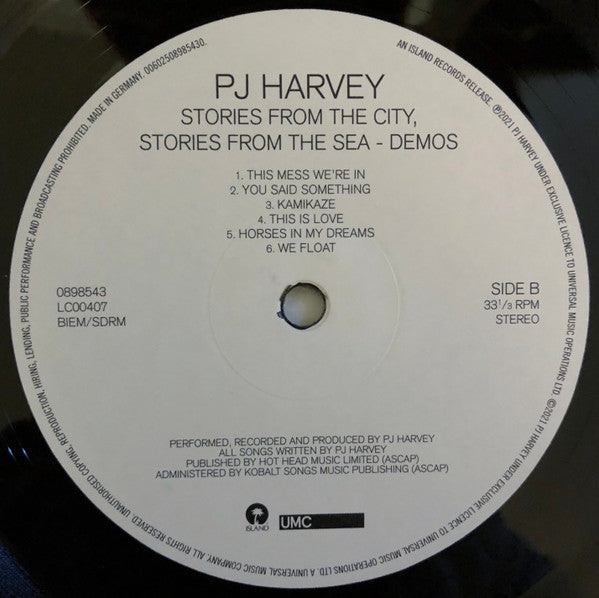 PJ HARVEY
STORIES FROM THE CITY,
STORIES FROM THE SEA - DEMOS
1. THIS MESS WE'RE IN
2. YOU SAID SOMETHING
3. KAMIKAZE
4. THIS IS LOVE
5. HORSES IN MY DREAMS
6. WE FLOAT
0898543
LC00407
BIEM/SDRM
SIDE B
33 1/3 RPM
STEREO
PERFORMED, RECORDED AND PRODUCED BY PJ HARVEY
ALL SONGS WRITTEN BY PJ HARVEY
PUBLISHED BY HOT HEAD MUSIC LIMITED (ASCAP)
ADMINISTERED BY KOBALT SONGS MUSIC PUBLISHING (ASCAP)
ISLAND
UMC
AN ISLAND RECORDS RELEASE. ℗2021 PJ HARVEY UNDER EXCLUSIVE LICENCE TO UNIVERSAL MUSIC OPERATIONS LTD. ©2021 PJ HARVEY UNDER EXCLUSIVE LICENCE TO UNIVERSAL MUSIC OPERATIONS LTD. A UNIVERSAL MUSIC COMPANY. ALL RIGHTS RESERVED. UNAUTHORISED COPYING, REPRODUCTION, HIRING, LENDING, PUBLIC PERFORMANCE AND BROADCASTING PROHIBITED. MADE IN GERMANY. 00602508985430.